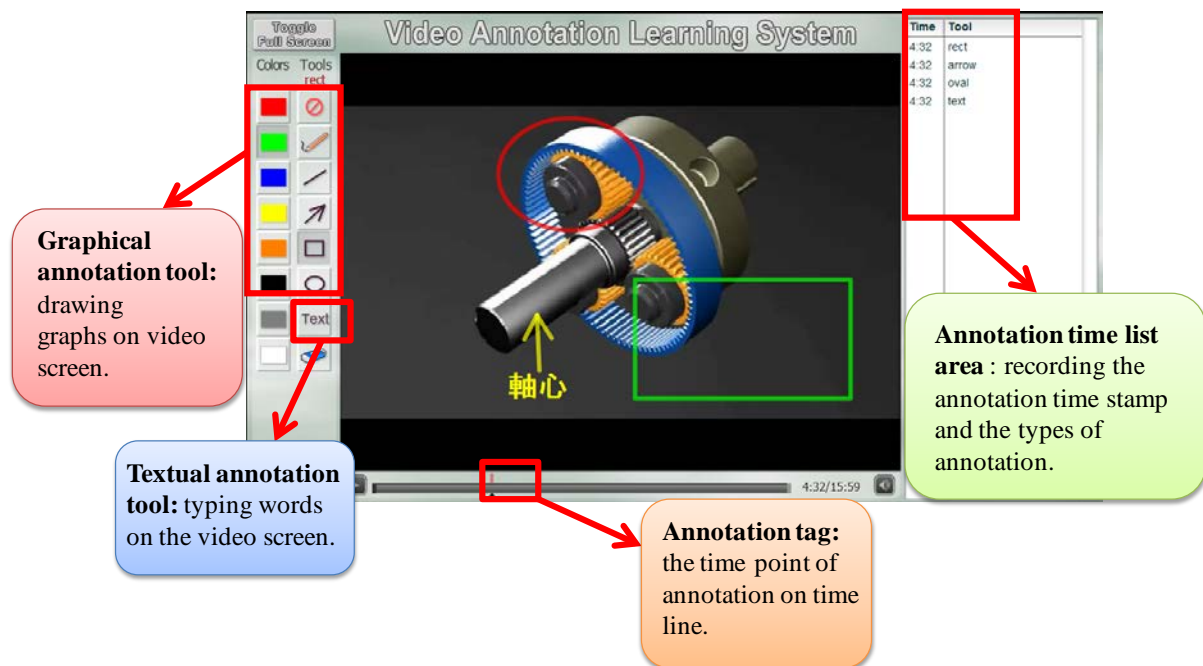 Toggle
Full Screen
Video Annotation Learning System
Colors Tools
rect
Text
軸心
4:32/15:59
Time Tool
4:32 rect
4:32 arrow
4:32 oval
4:32 text
Graphical
annotation tool:
drawing
graphs on video
screen.
Textual annotation
tool: typing words
on the video screen.
Annotation tag:
the time point of
annotation on time
line.
Annotation time list
area : recording the
annotation time stamp
and the types of
annotation.